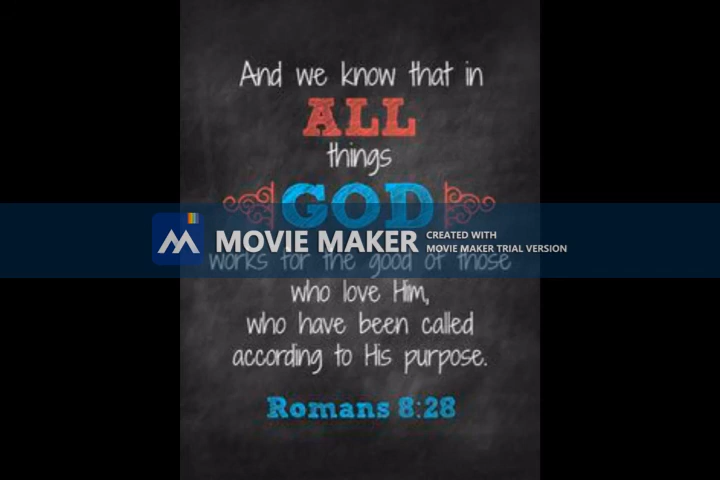 And we know that in
ALL
things
GOD
MOVIE MAKER
CREATED WITH
MOVIE MAKER TRIAL VERSION
works for the good of those
who love Him,
who have been called
according to His purpose.
Romans 8:28